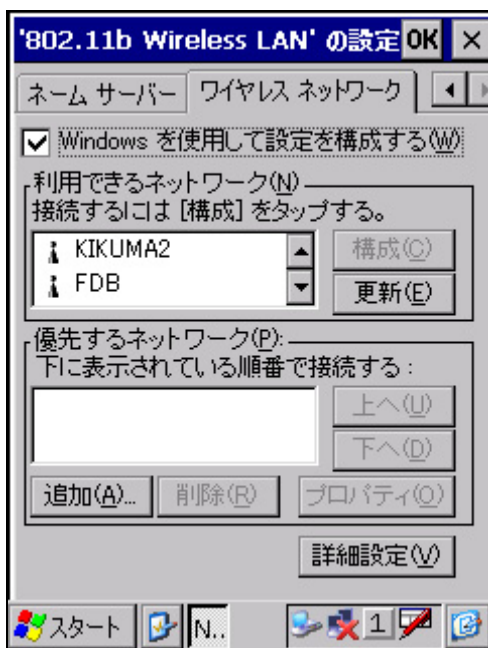 '802.11b Wireless LAN' の設定 OK ×
ネーム サーバー ワイヤレス ネットワーク
Windows を使用して設定を構成する(W)
利用できるネットワーク(N)
接続するには [構成] をタップする。
KIKUMA2
構成(C)
FDB
更新(E)
優先するネットワーク(P):
下に表示されている順番で接続する:
上へ(U)
下へ(D)
追加(A)... 削除(R) プロパティ(O)
詳細設定(V)
スタート N.. 1